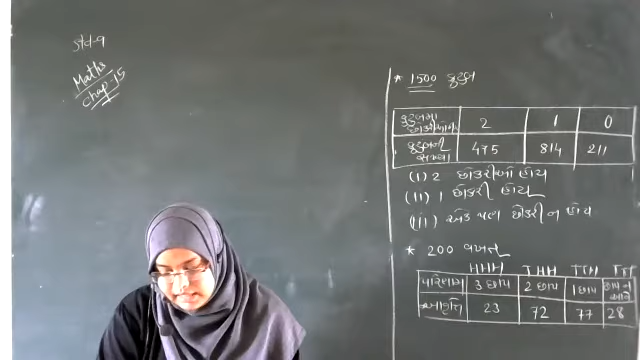 ધો-૧
Maths
Chap 15
* 1500 કુટુંબ
કુટુંબમાં 2 1 0
છોકરીઓની
કુટુંબની 475 814 211
સંખ્યા
(I) 2 છોકરીઓ હોય
(II) 1 છોકરી હોય
(III) એક પણ છોકરી ન હોય
* 200 વખત
HHH THH TTH TTT
પરિણામ 3 છાપ 2 છાપ 1 છાપ છાપ ન
આવૃત્તિ 23 72 77 28